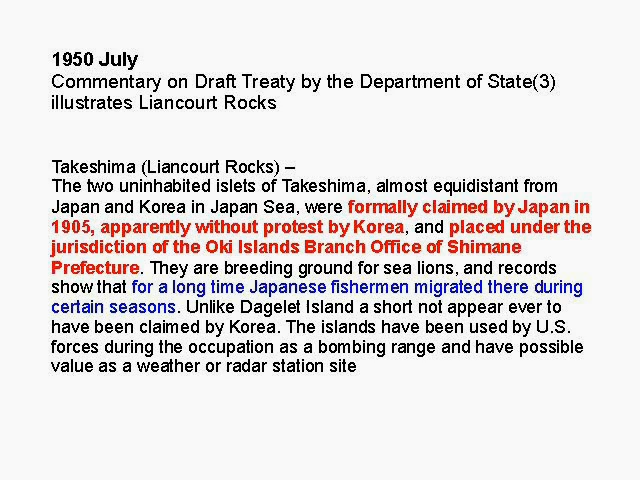 1950 July
Commentary on Draft Treaty by the Department of State(3)
illustrates Liancourt Rocks
Takeshima (Liancourt Rocks) –
The two uninhabited islets of Takeshima, almost equidistant from
Japan and Korea in Japan Sea, were formally claimed by Japan in
1905, apparently without protest by Korea, and placed under the
jurisdiction of the Oki Islands Branch Office of Shimane
Prefecture. They are breeding ground for sea lions, and records
show that for a long time Japanese fishermen migrated there during
certain seasons. Unlike Dagelet Island a short not appear ever to
have been claimed by Korea. The islands have been used by U.S.
forces during the occupation as a bombing range and have possible
value as a weather or radar station site